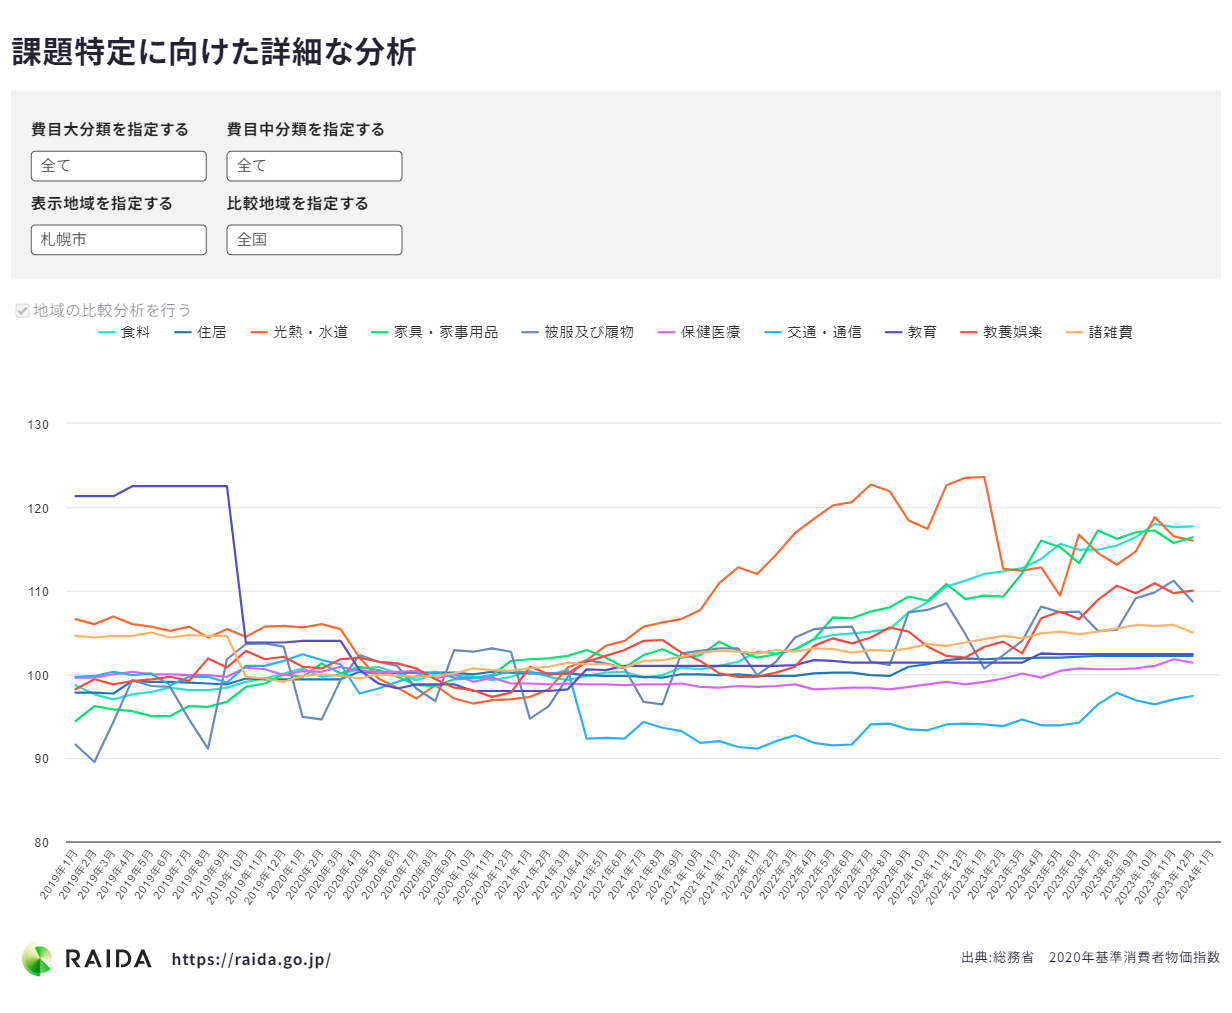 課題特定に向けた詳細な分析
費目大分類を指定する 費目中分類を指定する
全て 全て
表示地域を指定する 比較地域を指定する
札幌市 全国
地域の比較分析を行う
食料 住居 光熱・水道 家具・家事用品 被服及び履物 保健医療 交通・通信 教育 教養娯楽 諸雑費
130
120
110
100
90
80
2019年1月 2019年2月 2019年3月 2019年4月 2019年5月 2019年6月 2019年7月 2019年8月 2019年9月 2019年10月 2019年11月 2019年12月 2020年1月 2020年2月 2020年3月 2020年4月 2020年5月 2020年6月 2020年7月 2020年8月 2020年9月 2020年10月 2020年11月 2020年12月 2021年1月 2021年2月 2021年3月 2021年4月 2021年5月 2021年6月 2021年7月 2021年8月 2021年9月 2021年10月 2021年11月 2021年12月 2022年1月 2022年2月 2022年3月 2022年4月 2022年5月 2022年6月 2022年7月 2022年8月 2022年9月 2022年10月 2022年11月 2022年12月 2023年1月 2023年2月 2023年3月 2023年4月 2023年5月 2023年6月 2023年7月 2023年8月 2023年9月 2023年10月 2023年11月 2023年12月 2024年1月
RAIDA https://raida.go.jp/ 出典:総務省 2020年基準消費者物価指数